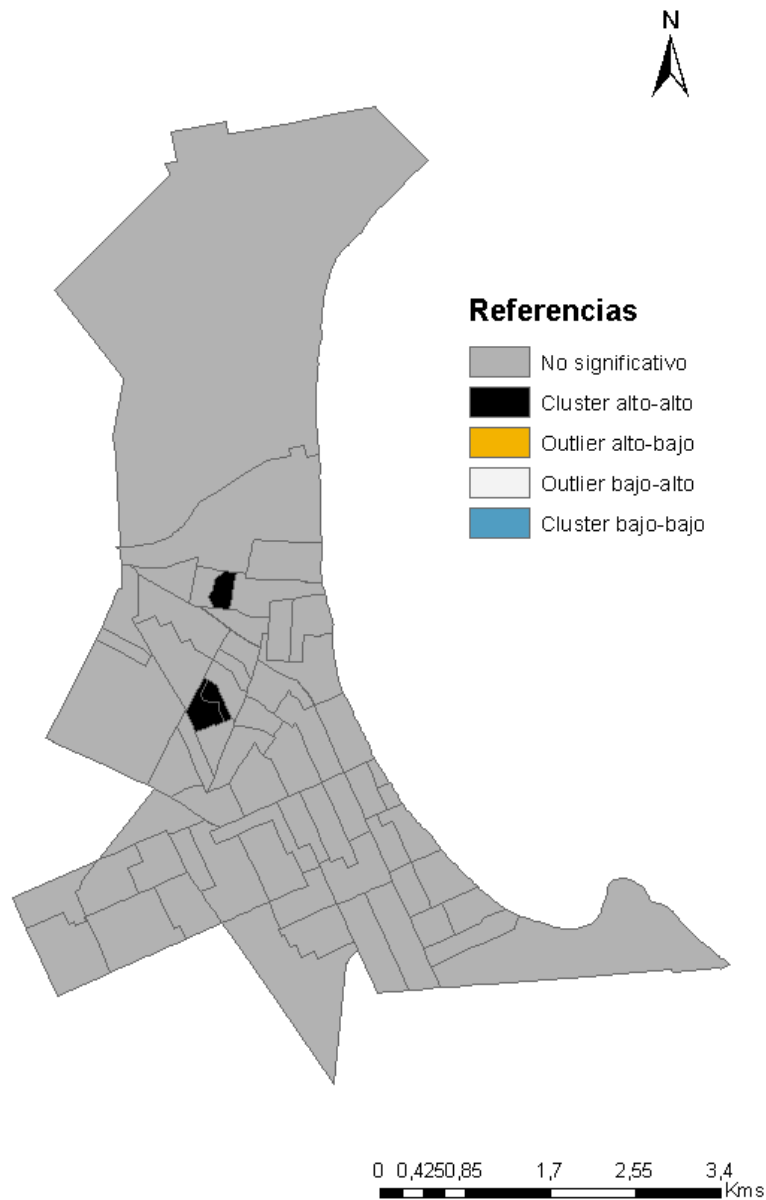 N
Referencias
No significativo
Cluster alto-alto
Outlier alto-bajo
Outlier bajo-alto
Cluster bajo-bajo
0 0,4250,85 1,7 2,55 3,4
Kms